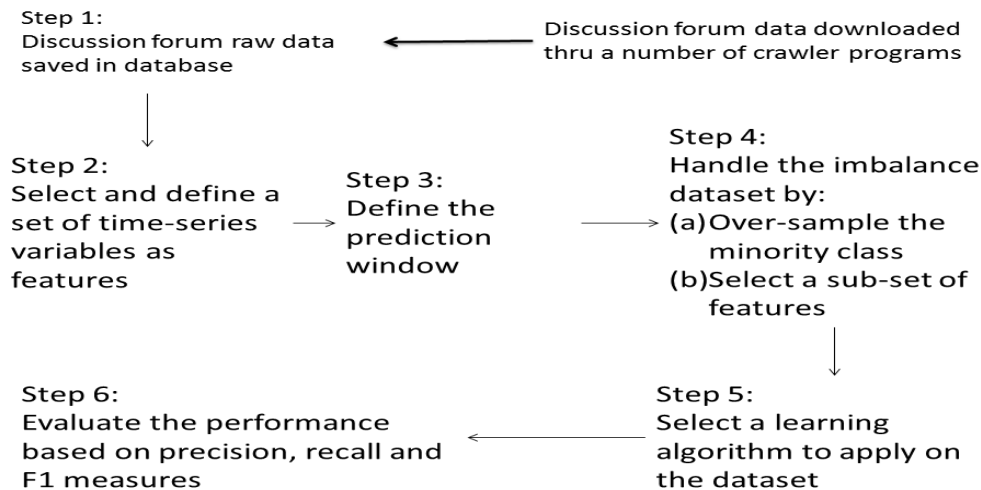 Step 1:
Discussion forum raw data
saved in database
Discussion forum data downloaded
thru a number of crawler programs
Step 2:
Select and define a
set of time-series
variables as
features
Step 3:
Define the
prediction
window
Step 4:
Handle the imbalance
dataset by:
(a)Over-sample the
minority class
(b)Select a sub-set of
features
Step 5:
Select a learning
algorithm to apply on
the dataset
Step 6:
Evaluate the performance
based on precision, recall and
F1 measures